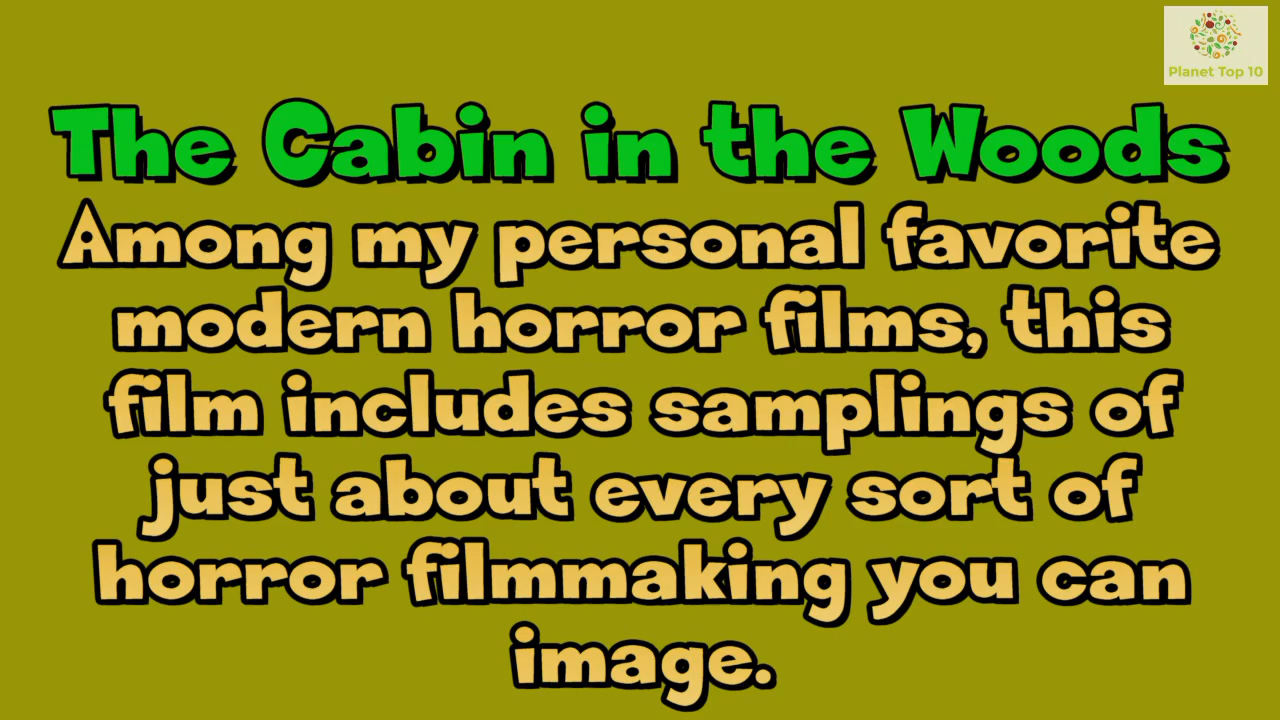 Planet Top 10
The Cabin in the Woods
Among my personal favorite
modern horror films, this
film includes samplings of
just about every sort of
horror filmmaking you can
image.